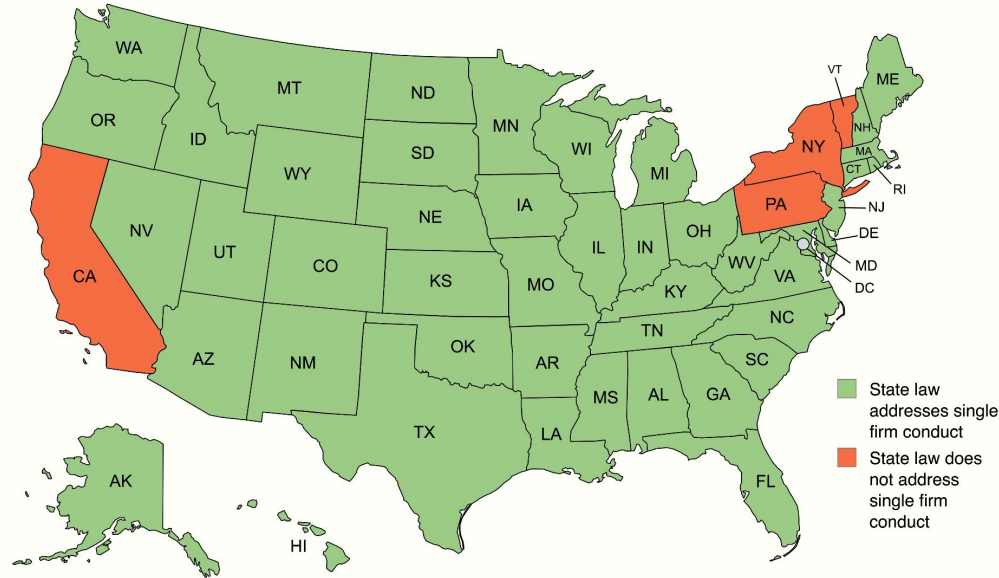 WA
OR
CA
ID
NV
MT
WY
UT
AZ
CO
NM
ND
SD
NE
KS
OK
TX
MN
IA
MO
AR
LA
WI
IL
MI
IN
OH
KY
TN
MS
AL
GA
FL
SC
NC
VA
WV
PA
NY
VT
NH
ME
MA
CT
RI
NJ
DE
MD
DC
AK
HI
State law
addresses single
firm conduct
State law does
not address
single firm
conduct